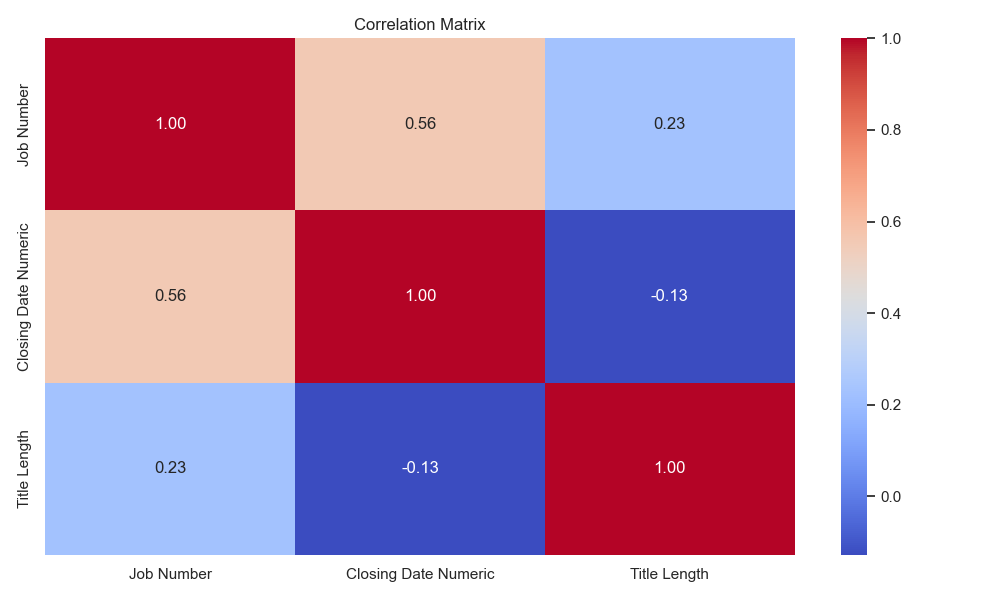 Correlation Matrix
Job Number
1.00
0.56
0.23
Closing Date Numeric
0.56
1.00
-0.13
Title Length
0.23
-0.13
1.00
Job Number
Closing Date Numeric
Title Length
1.0
0.8
0.6
0.4
0.2
0.0